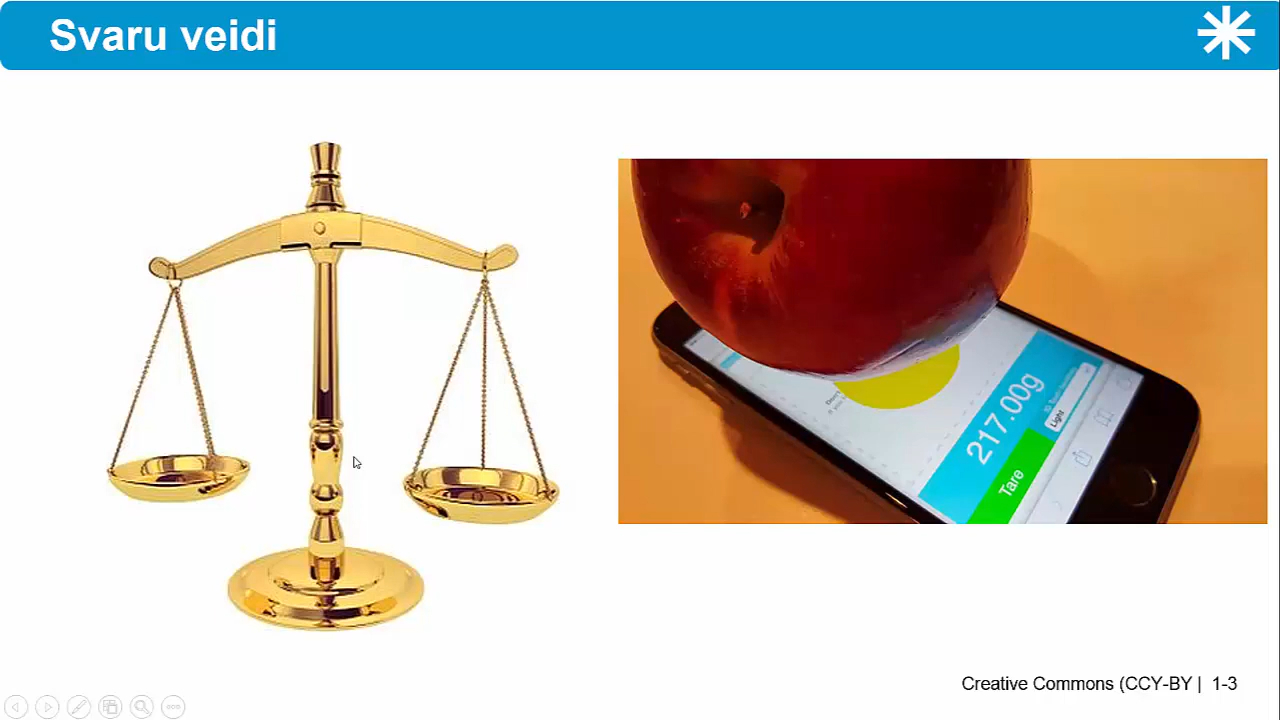 Svaru veidi
217.00g
Light
Tare
Creative Commons (CCY-BY | 1-3